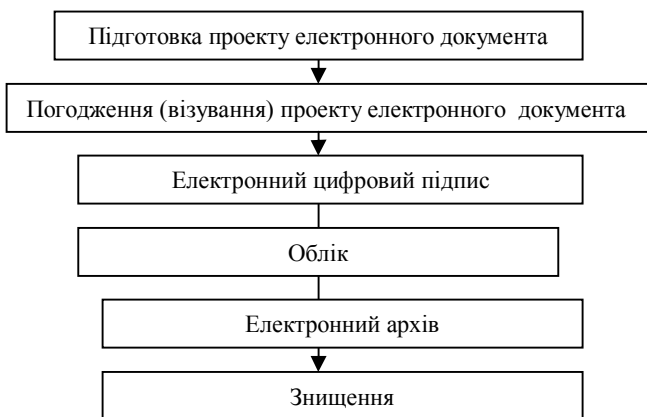 Підготовка проекту електронного документа
Погодження (візування) проекту електронного документа
Електронний цифровий підпис
Облік
Електронний архів
Знищення